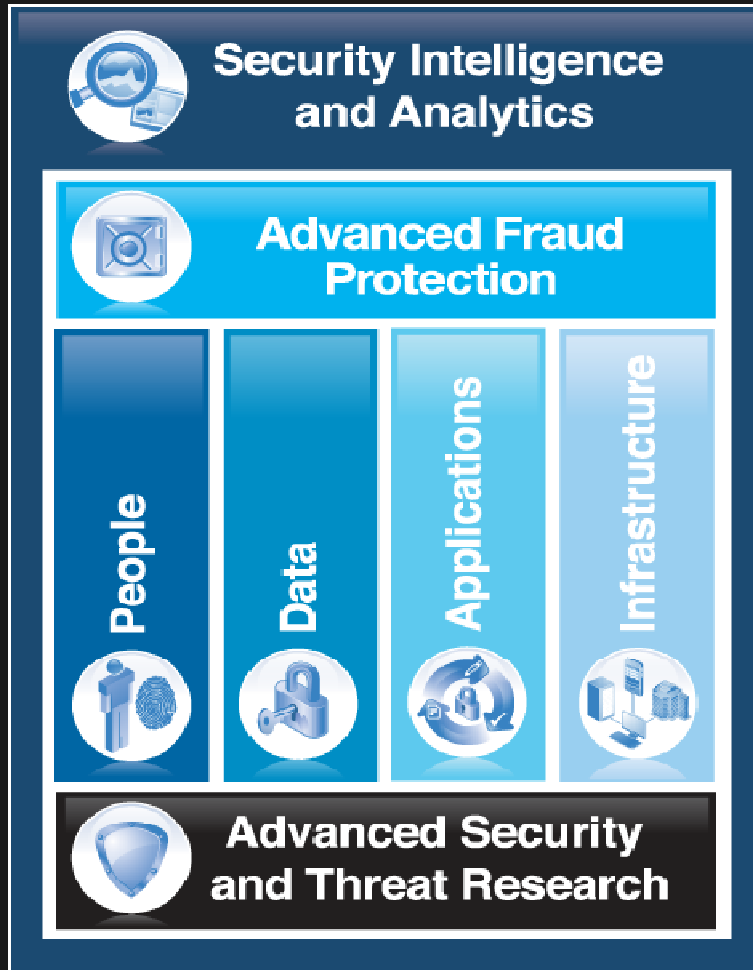 Security Intelligence
and Analytics
Advanced Fraud
Protection
People
Data
Applications
Infrastructure
Advanced Security
and Threat Research